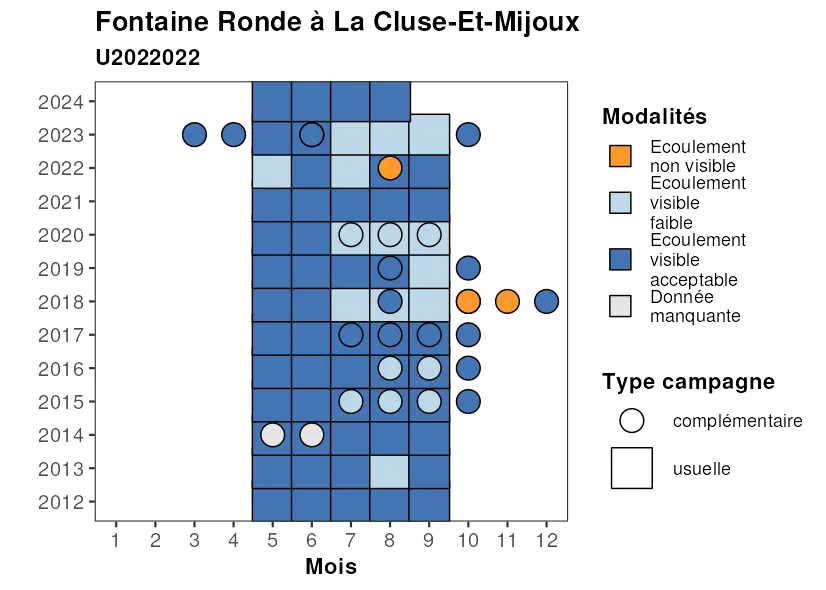 Fontaine Ronde à La Cluse-Et-Mijoux
U2022022
2024
2023
2022
2021
2020
2019
2018
2017
2016
2015
2014
2013
2012
1 2 3 4 5 6 7 8 9 10 11 12
Mois
Modalités
Ecoulement
non visible
Ecoulement
visible
faible
Ecoulement
visible
acceptable
Donnée
manquante
Type campagne
complémentaire
usuelle